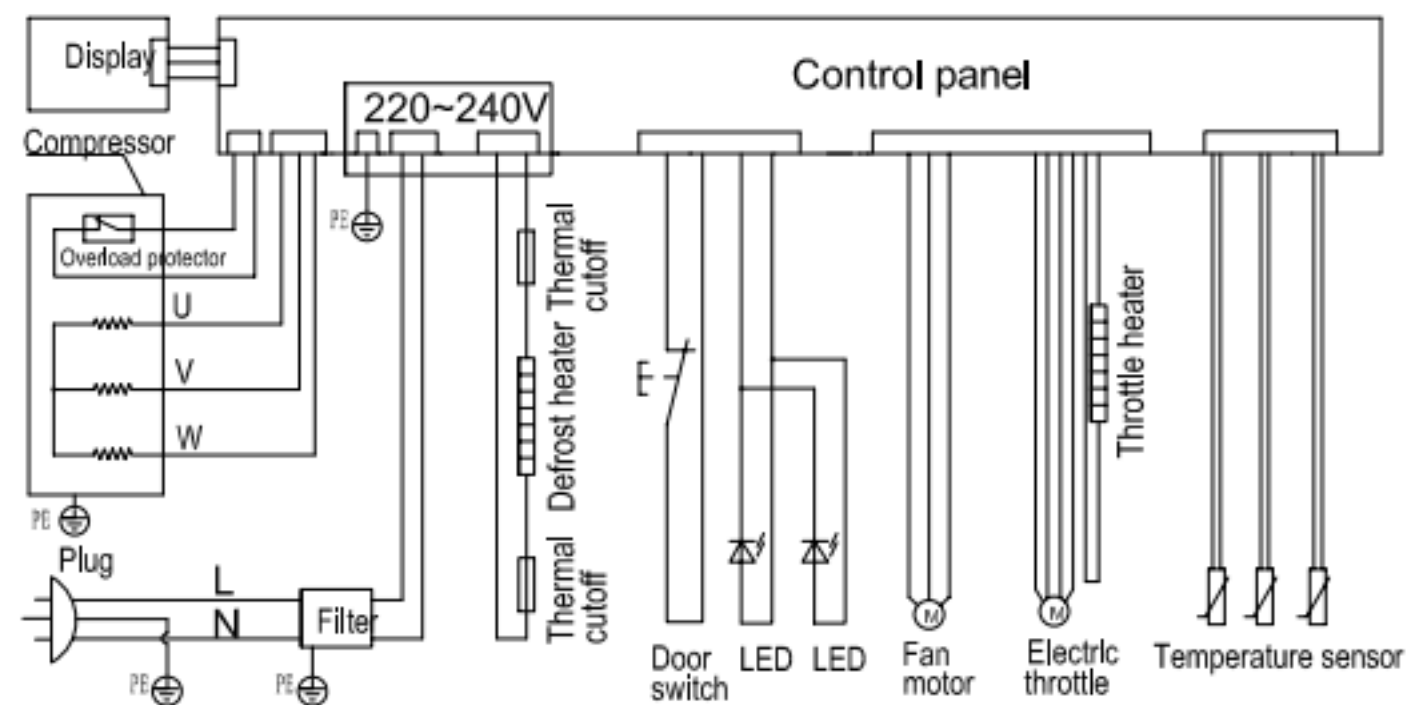 Display
Control panel
220~240V
Compressor
PE
Overload protector
U
V
W
PE
Plug
L
N
Filter
PE
PE
Thermal
cutoff
Defrost heater
Thermal
cutoff
Throttle heater
Door
switch
LED
LED
Fan
motor
M
Electric
throttle
M
Temperature sensor